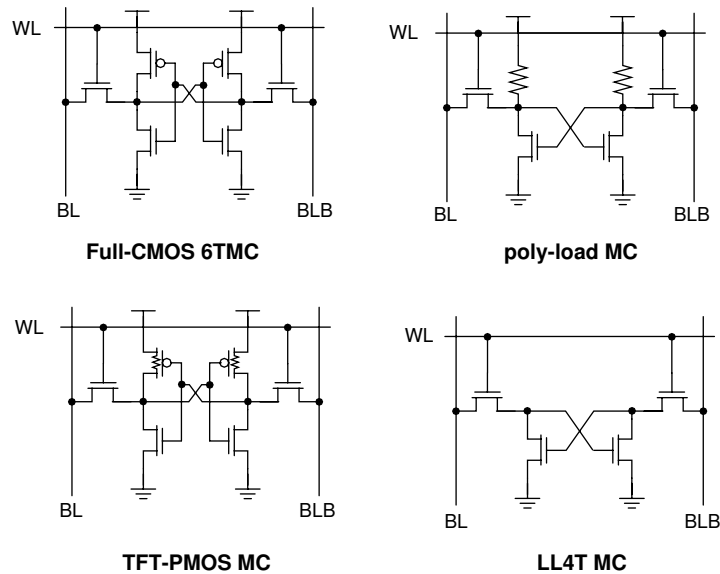 WL
BL
BLB
Full-CMOS 6TMC
WL
BL
BLB
poly-load MC
WL
BL
BLB
TFT-PMOS MC
WL
BL
BLB
LL4T MC